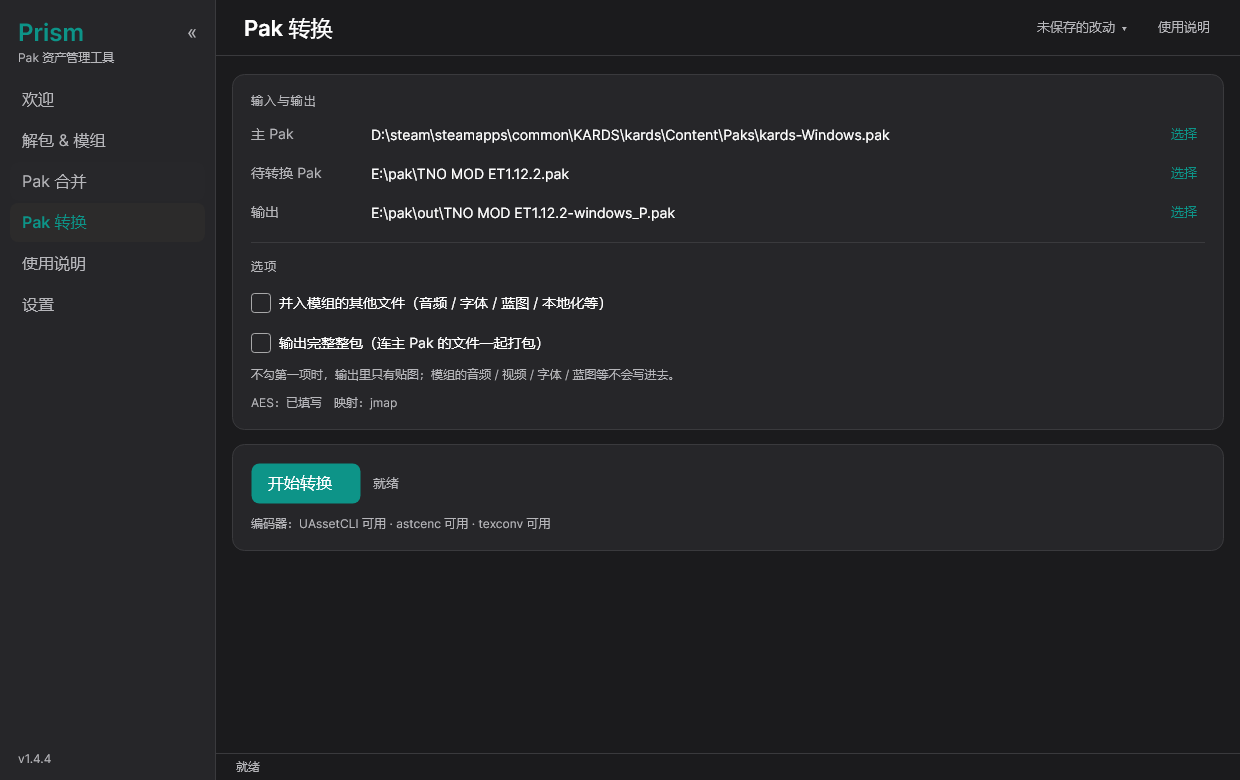 Prism
«
Pak 资产管理工具
欢迎
解包 & 模组
Pak 合并
Pak 转换
使用说明
设置
v1.4.4
Pak 转换
未保存的改动 ▾
使用说明
输入与输出
主 Pak D:\steam\steamapps\common\KARDS\kards\Content\Paks\kards-Windows.pak 选择
待转换 Pak E:\pak\TNO MOD ET1.12.2.pak 选择
输出 E:\pak\out\TNO MOD ET1.12.2-windows_P.pak 选择
选项
并入模组的其他文件（音频 / 字体 / 蓝图 / 本地化等）
输出完整整包（连主 Pak 的文件一起打包）
不勾第一项时，输出里只有贴图；模组的音频 / 视频 / 字体 / 蓝图等不会写进去。
AES：已填写 映射：jmap
开始转换 就绪
编码器：UAssetCLI 可用 · astcenc 可用 · texconv 可用
就绪